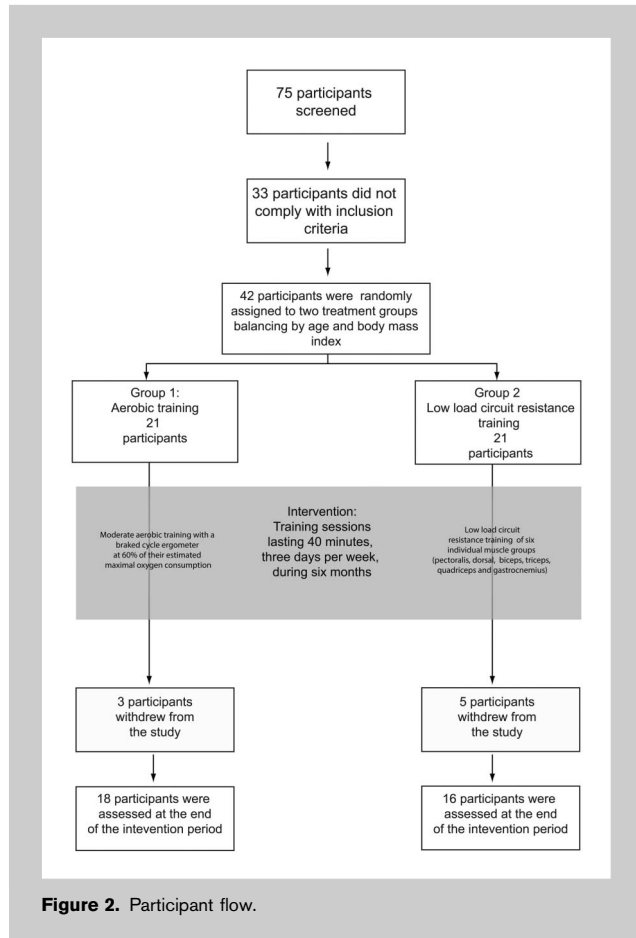 75 participants
screened
33 participants did not
comply with inclusion
criteria
42 participants were randomly
assigned to two treatment groups
balancing by age and body mass
index
Group 1:
Aerobic training
21
participants
Group 2
Low load circuit resistance
training
21
participants
Moderate aerobic training with a
braked cycle ergometer
at 60% of their estimated
maximal oxygen consumption
Intervention:
Training sessions
lasting 40 minutes,
three days per week,
during six months
Low load circuit
resistance training of six
individual muscle groups
(pectoralis, dorsal, biceps, triceps,
quadriceps and gastrocnemius)
3 participants
withdrew from
the study
5 participants
withdrew from
the study
18 participants were
assessed at the end
of the intevention period
16 participants were
assessed at the end
of the intevention period
Figure 2. Participant flow.